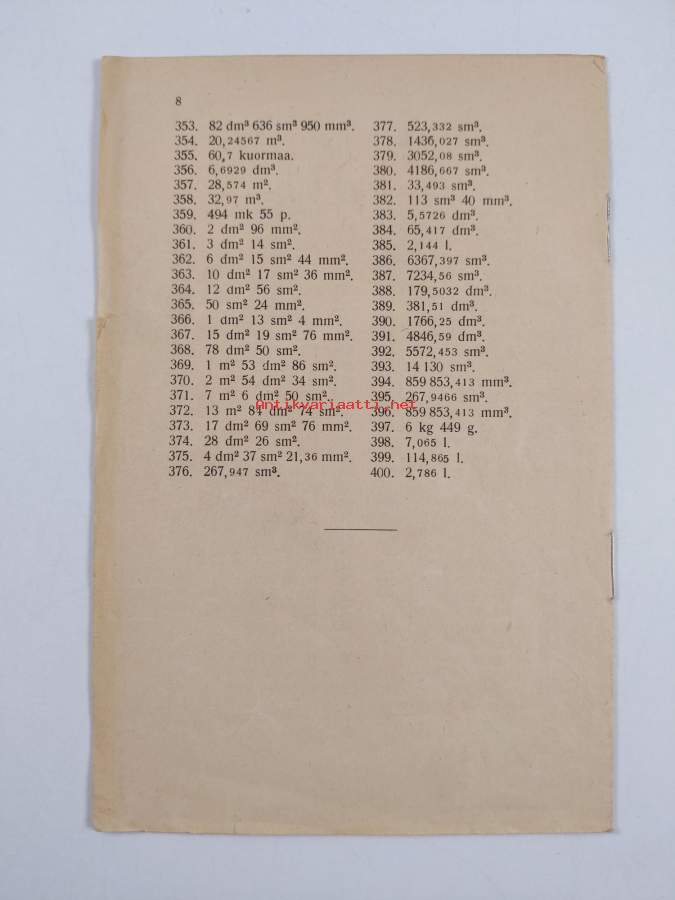 8
353. 82 dm³ 636 sm³ 950 mm³.
354. 20,24567 m³.
355. 60,7 kuormaa.
356. 6,6929 dm³.
357. 28,574 m².
358. 32,97 m³.
359. 494 mk 55 p.
360. 2 dm² 96 mm².
361. 3 dm² 14 sm².
362. 6 dm² 15 sm² 44 mm².
363. 10 dm² 17 sm² 36 mm².
364. 12 dm² 56 sm².
365. 50 sm² 24 mm².
366. 1 dm² 13 sm² 4 mm².
367. 15 dm² 19 sm² 76 mm².
368. 78 dm² 50 sm².
369. 1 m² 53 dm² 86 sm².
370. 2 m² 54 dm² 34 sm².
371. 7 m² 6 dm² 50 sm².
372. 13 m² 84 dm² 74 sm².
373. 17 dm² 69 sm² 76 mm².
374. 28 dm² 26 sm².
375. 4 dm² 37 sm² 21,36 mm².
376. 267,947 sm³.
377. 523,332 sm³.
378. 1436,027 sm³.
379. 3052,08 sm³.
380. 4186,667 sm³.
381. 33,493 sm³.
382. 113 sm³ 40 mm³.
383. 5,5726 dm³.
384. 65,417 dm³.
385. 2,144 l.
386. 6367,397 sm³.
387. 7234,56 sm³.
388. 179,5032 dm³.
389. 381,51 dm³.
390. 1766,25 dm³.
391. 4846,59 dm³.
392. 5572,453 sm³.
393. 14 130 sm³.
394. 859 853,413 mm³.
395. 267,9466 sm³.
396. 859 853,413 mm³.
397. 6 kg 449 g.
398. 7,065 l.
399. 114,865 l.
400. 2,786 l.
Antikvariaatti.net